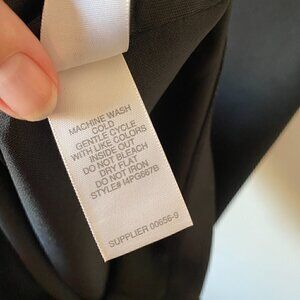 MACHINE WASH
COLD
GENTLE CYCLE
WITH LIKE COLORS
INSIDE OUT
DO NOT BLEACH
DRY FLAT
DO NOT IRON
STYLE# I4PG667B
SUPPLIER 00656-9